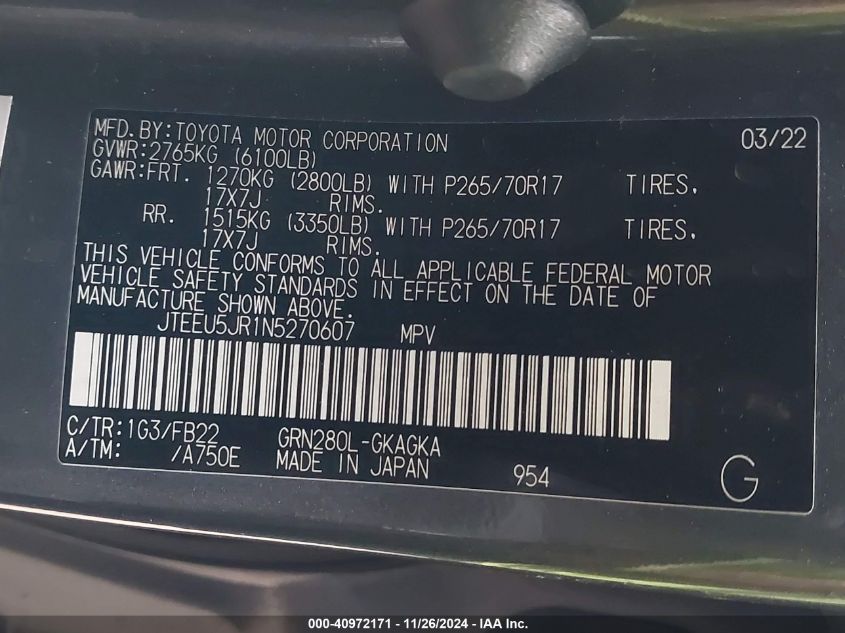 MFD. BY: TOYOTA MOTOR CORPORATION 03/22
GVWR: 2765KG (6100LB)
GAWR: FRT. 1270KG (2800LB) WITH P265/70R17 TIRES,
17X7J RIMS.
RR. 1515KG (3350LB) WITH P265/70R17 TIRES,
17X7J RIMS.
THIS VEHICLE CONFORMS TO ALL APPLICABLE FEDERAL MOTOR
VEHICLE SAFETY STANDARDS IN EFFECT ON THE DATE OF
MANUFACTURE SHOWN ABOVE.
JTEEU5JR1N5270607 MPV
C/TR: 1G3/FB22 GRN280L-GKAGKA
A/TM: /A750E MADE IN JAPAN 954 G
000-40972171 - 11/26/2024 - IAA Inc.